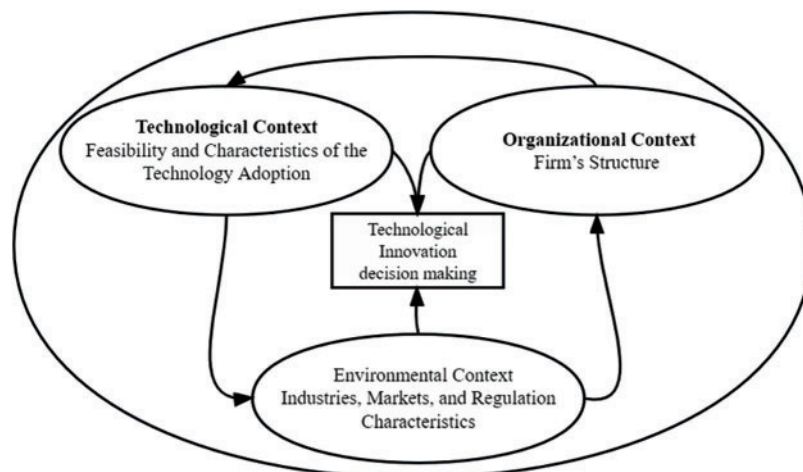 Technological Context
Feasibility and Characteristics of the
Technology Adoption
Organizational Context
Firm's Structure
Technological
Innovation
decision making
Environmental Context
Industries, Markets, and Regulation
Characteristics